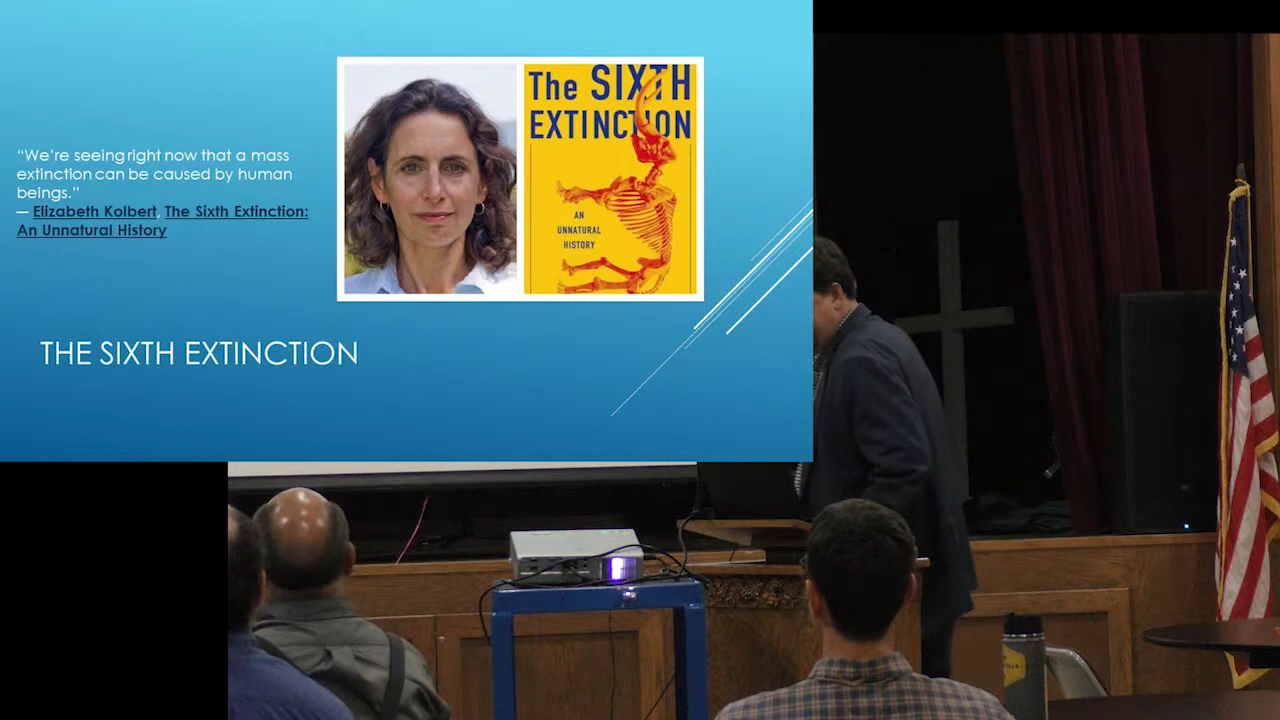 “We’re seeing right now that a mass
extinction can be caused by human
beings.”
― Elizabeth Kolbert, The Sixth Extinction:
An Unnatural History
The SIXTH
EXTINCTION
AN
UNNATURAL
HISTORY
THE SIXTH EXTINCTION